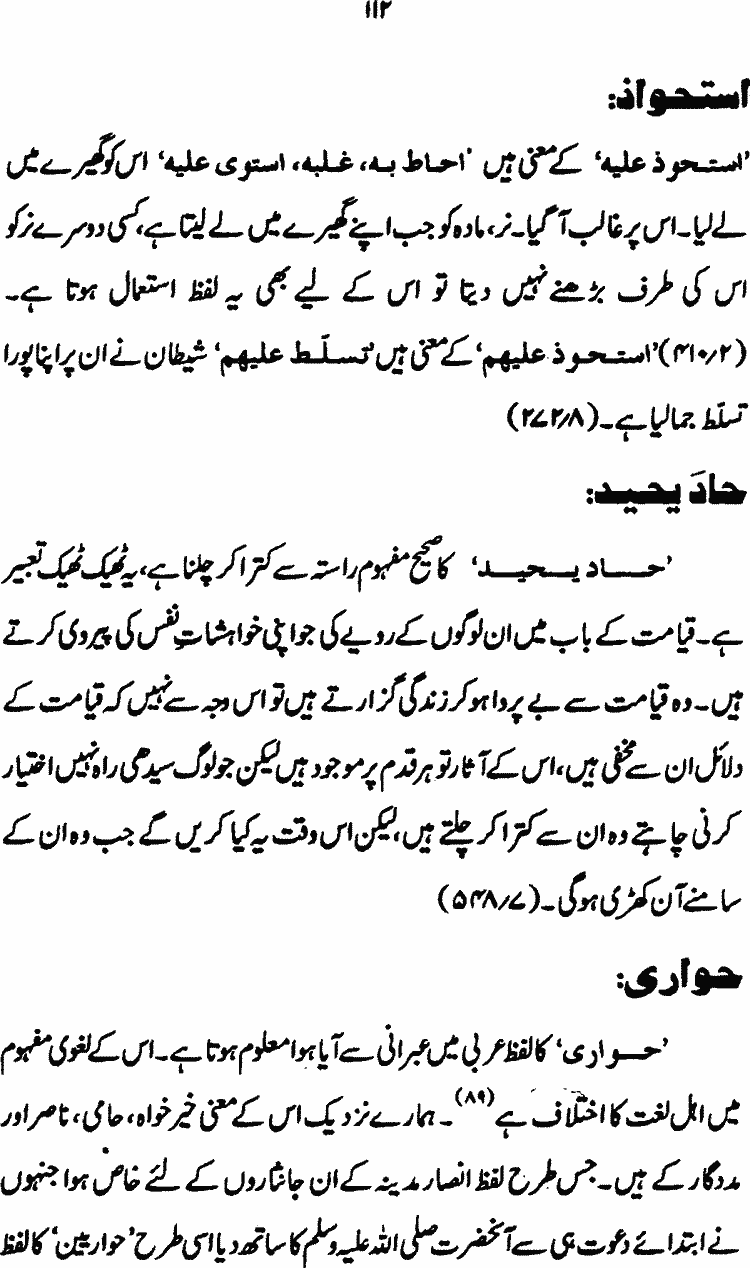 ۱۱۲
استحواذ:
'استحوذ علیه' کے معنی ہیں 'احاط به، غلبه، استوی علیه' اس کو گھیرے میں
لے لیا۔ اس پر غالب آ گیا۔ نر، مادہ کو جب اپنے گھیرے میں لے لیتا ہے، کسی دوسرے نر کو
اس کی طرف بڑھنے نہیں دیتا تو اس کے لیے بھی یہ لفظ استعمال ہوتا ہے۔
(۴۱۰/۲) 'استحوذ علیهم' کے معنی ہیں 'تسلّط علیهم' شیطان نے ان پر اپنا پورا
تسلّط جما لیا ہے۔ (۲۷۲/۸)
حادَ یحید:
'حاد یحید' کا صحیح مفہوم راستہ سے کترا کر چلنا ہے، یہ ٹھیک ٹھیک تعبیر
ہے۔ قیامت کے باب میں ان لوگوں کے رویے کی جو اپنی خواہشاتِ نفس کی پیروی کرتے
ہیں۔ وہ قیامت سے بے پروا ہو کر زندگی گزارتے ہیں تو اس وجہ سے نہیں کہ قیامت کے
دلائل ان سے مخفی ہیں، اس کے آثار تو ہر قدم پر موجود ہیں لیکن جو لوگ سیدھی راہ نہیں اختیار
کرنی چاہتے وہ ان سے کترا کر چلتے ہیں، لیکن اس وقت یہ کیا کریں گے جب وہ ان کے
سامنے آن کھڑی ہو گی۔ (۵۴۸/۷)
حواری:
'حواری' کا لفظ عربی میں عبرانی سے آیا ہوا معلوم ہوتا ہے۔ اس کے لغوی مفہوم
میں اہل لغت کا اختلاف ہے (۸۹)۔ ہمارے نزدیک اس کے معنی خیر خواہ، حامی، ناصر اور
مددگار کے ہیں۔ جس طرح لفظ انصار مدینہ کے ان جانثاروں کے لئے خاص ہوا جنہوں
نے ابتدائے دعوت ہی سے آنحضرت صلی اللہ علیہ وسلم کا ساتھ دیا اسی طرح 'حواریین' کا لفظ